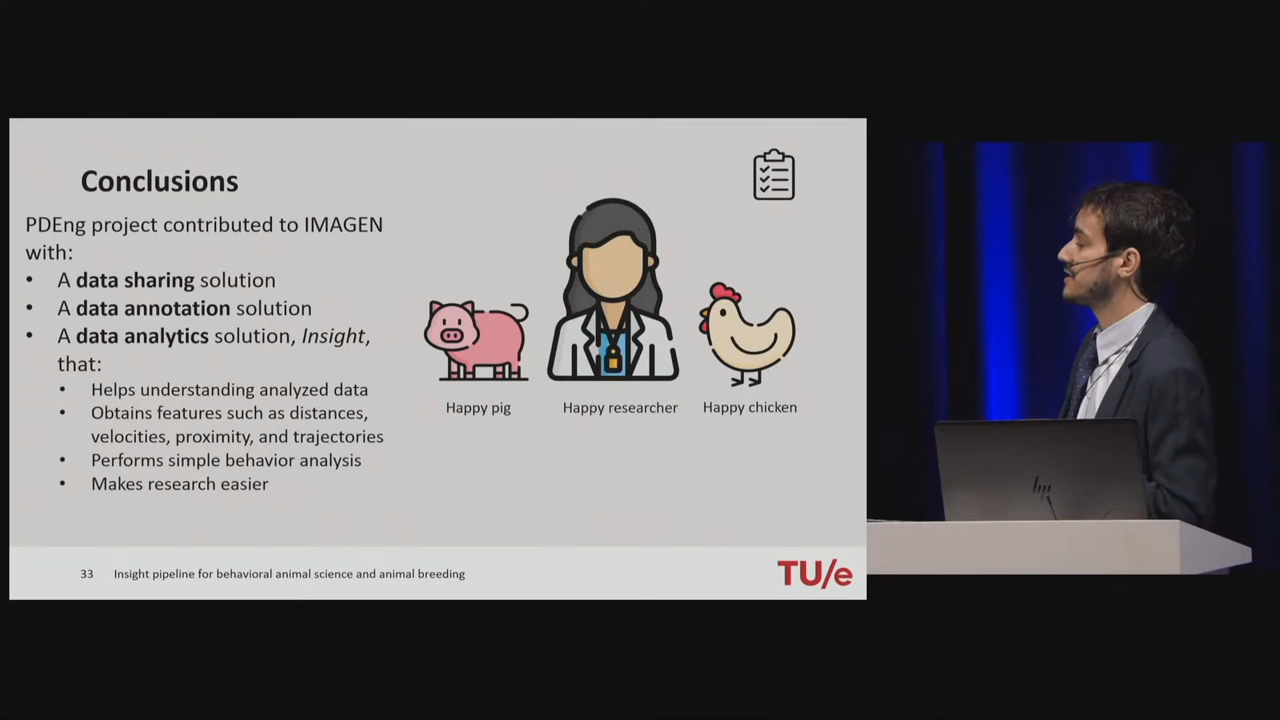 Conclusions
PDEng project contributed to IMAGEN
with:
• A data sharing solution
• A data annotation solution
• A data analytics solution, Insight,
that:
• Helps understanding analyzed data
• Obtains features such as distances,
velocities, proximity, and trajectories
• Performs simple behavior analysis
• Makes research easier
Happy pig
Happy researcher
Happy chicken
33
Insight pipeline for behavioral animal science and animal breeding
TU/e
hp